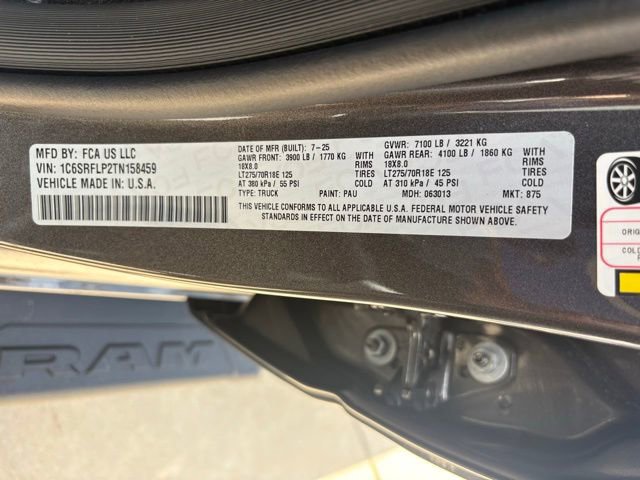 MFD BY: FCA US LLC
VIN: 1C6SRFLP2TN158459
VEHICLE MADE IN: U.S.A.
DATE OF MFR (BUILT): 7-25
GVWR: 7100 LB / 3221 KG
GAWR FRONT: 3900 LB / 1770 KG WITH
GAWR REAR: 4100 LB / 1860 KG WITH
18X8.0 RIMS
18X8.0 RIMS
LT275/70R18E 125 TIRES
LT275/70R18E 125 TIRES
AT 380 kPa / 55 PSI COLD
AT 310 kPa / 45 PSI COLD
TYPE: TRUCK PAINT: PAU MDH: 063013 MKT: 875
THIS VEHICLE CONFORMS TO ALL APPLICABLE U.S.A. FEDERAL MOTOR VEHICLE SAFETY
STANDARDS IN EFFECT ON THE DATE OF MANUFACTURE SHOWN ABOVE.
RAM
COLD